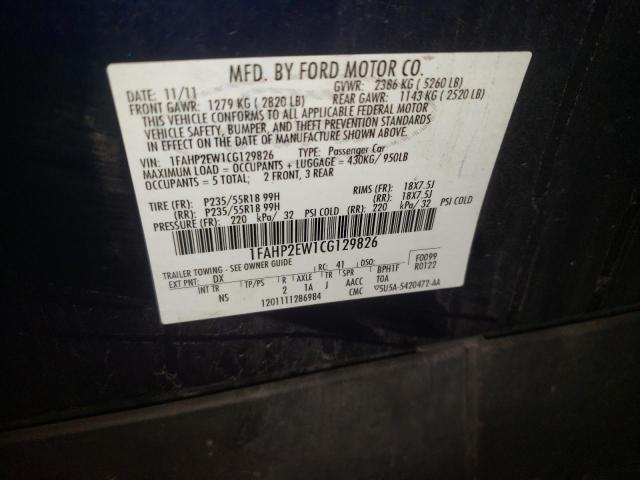 MFD. BY FORD MOTOR CO.
DATE: 11/11 GVWR: 2386 KG ( 5260 LB)
FRONT GAWR: 1279 KG ( 2820 LB) REAR GAWR: 1143 KG ( 2520 LB)
THIS VEHICLE CONFORMS TO ALL APPLICABLE FEDERAL MOTOR
VEHICLE SAFETY, BUMPER, AND THEFT PREVENTION STANDARDS
IN EFFECT ON THE DATE OF MANUFACTURE SHOWN ABOVE.
VIN: 1FAHP2EW1CG129826 TYPE: Passenger Car
MAXIMUM LOAD = OCCUPANTS + LUGGAGE = 430KG/950LB
OCCUPANTS = 5 TOTAL; 2 FRONT, 3 REAR
TIRE (FR): P235/55R18 99H RIMS (FR): 18X7.5J
(RR): P235/55R18 99H (RR): 18X7.5J
PRESSURE (FR): 220 kPa/ 32 PSI COLD (RR): 220 kPa/ 32 PSI COLD
1FAHP2EW1CG129826
TRAILER TOWING - SEE OWNER GUIDE F0099
EXT PNT: DX RC: 41 DSO: R0122
INT TR TP/PS R AXLE TR SPR BPH1F
NS 2 1A J AACC TOA
1201111286984 CMC 5U5A-5420472-AA